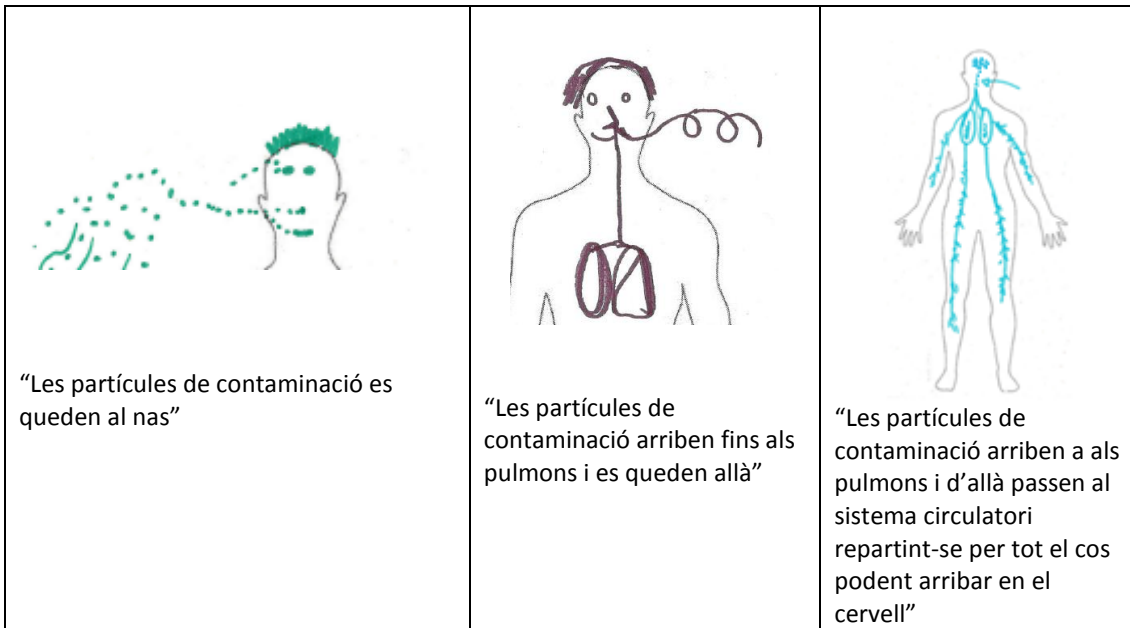 “Les partícules de contaminació es
queden al nas”
“Les partícules de
contaminació arriben fins als
pulmons i es queden allà”
“Les partícules de
contaminació arriben a als
pulmons i d’allà passen al
sistema circulatori
repartint-se per tot el cos
podent arribar en el
cervell”